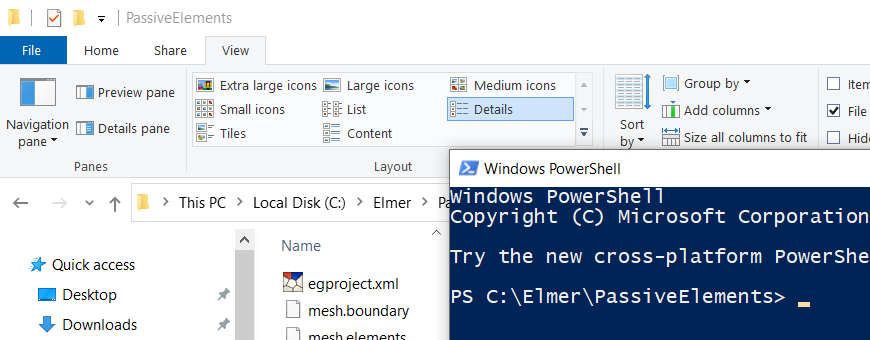 PassiveElements
File Home Share View
Preview pane
Navigation pane
Details pane
Panes
Extra large icons Large icons Medium icons
Small icons List Details
Tiles Content
Layout
Sort by
Group by
Add columns
Size all columns to fit
Item
File
Hide
This PC Local Disk (C:) Elmer Pa
Name
Quick access
Desktop
Downloads
egproject.xml
mesh.boundary
mesh.elements
Windows PowerShell
Windows PowerShell
Copyright (C) Microsoft Corporation
Try the new cross-platform PowerShe
PS C:\Elmer\PassiveElements>